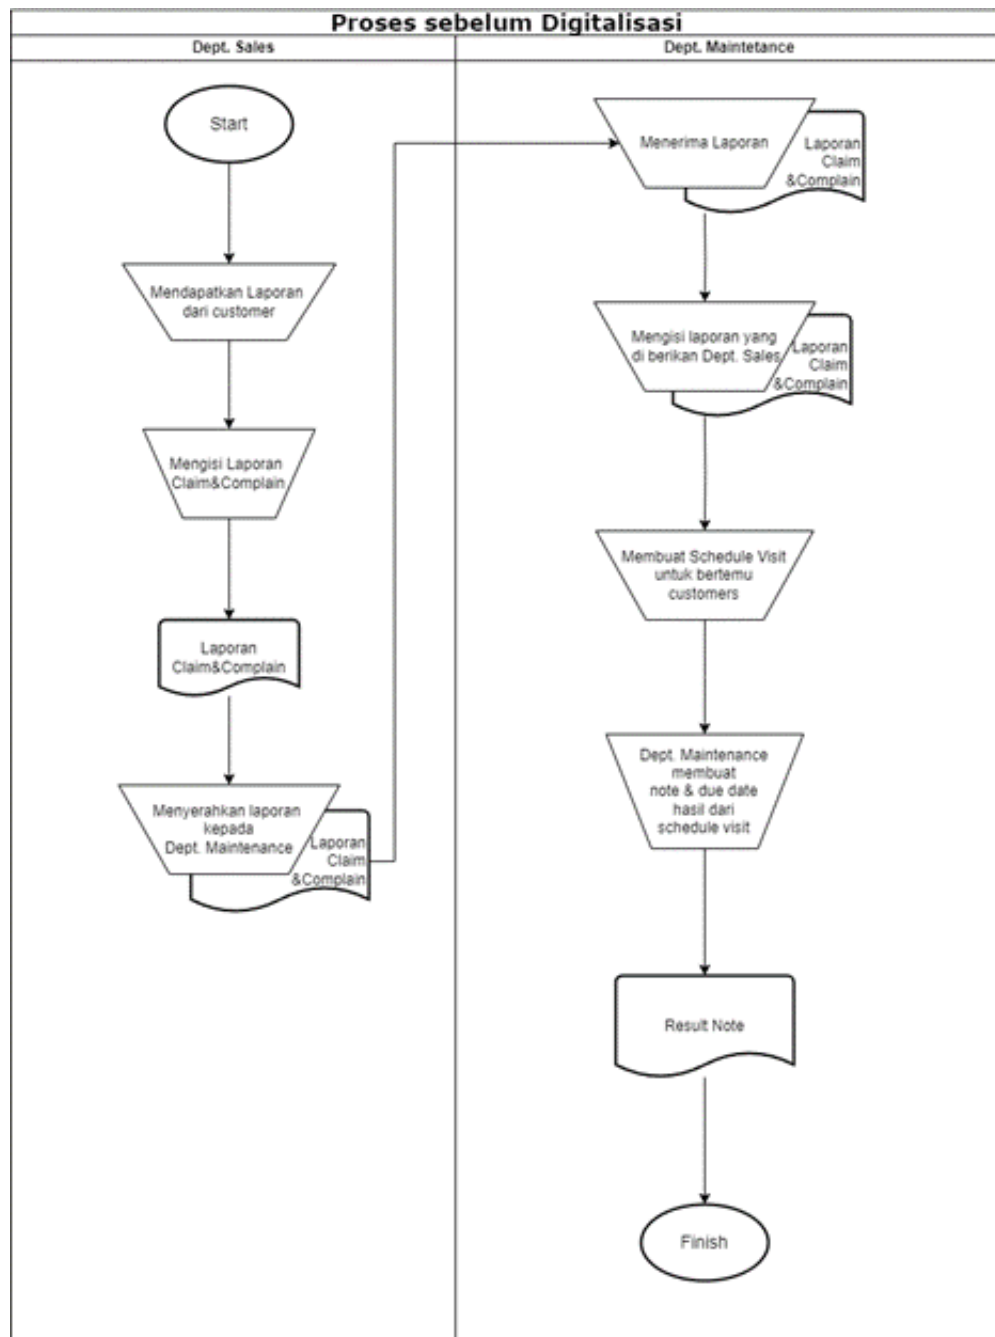 Proses sebelum Digitalisasi
Dept. Sales
Dept. Maintetance
Start
Mendapatkan Laporan
dari customer
Mengisi Laporan
Claim&Complain
Laporan
Claim&Complain
Menyerahkan laporan
kepada
Dept. Maintenance
Laporan
Claim
&Complain
Menerima Laporan
Laporan
Claim
&Complain
Mengisi laporan yang
di berikan Dept. Sales
Laporan
Claim
&Complain
Membuat Schedule Visit
untuk bertemu
customers
Dept. Maintenance
membuat
note & due date
hasil dari
schedule visit
Result Note
Finish